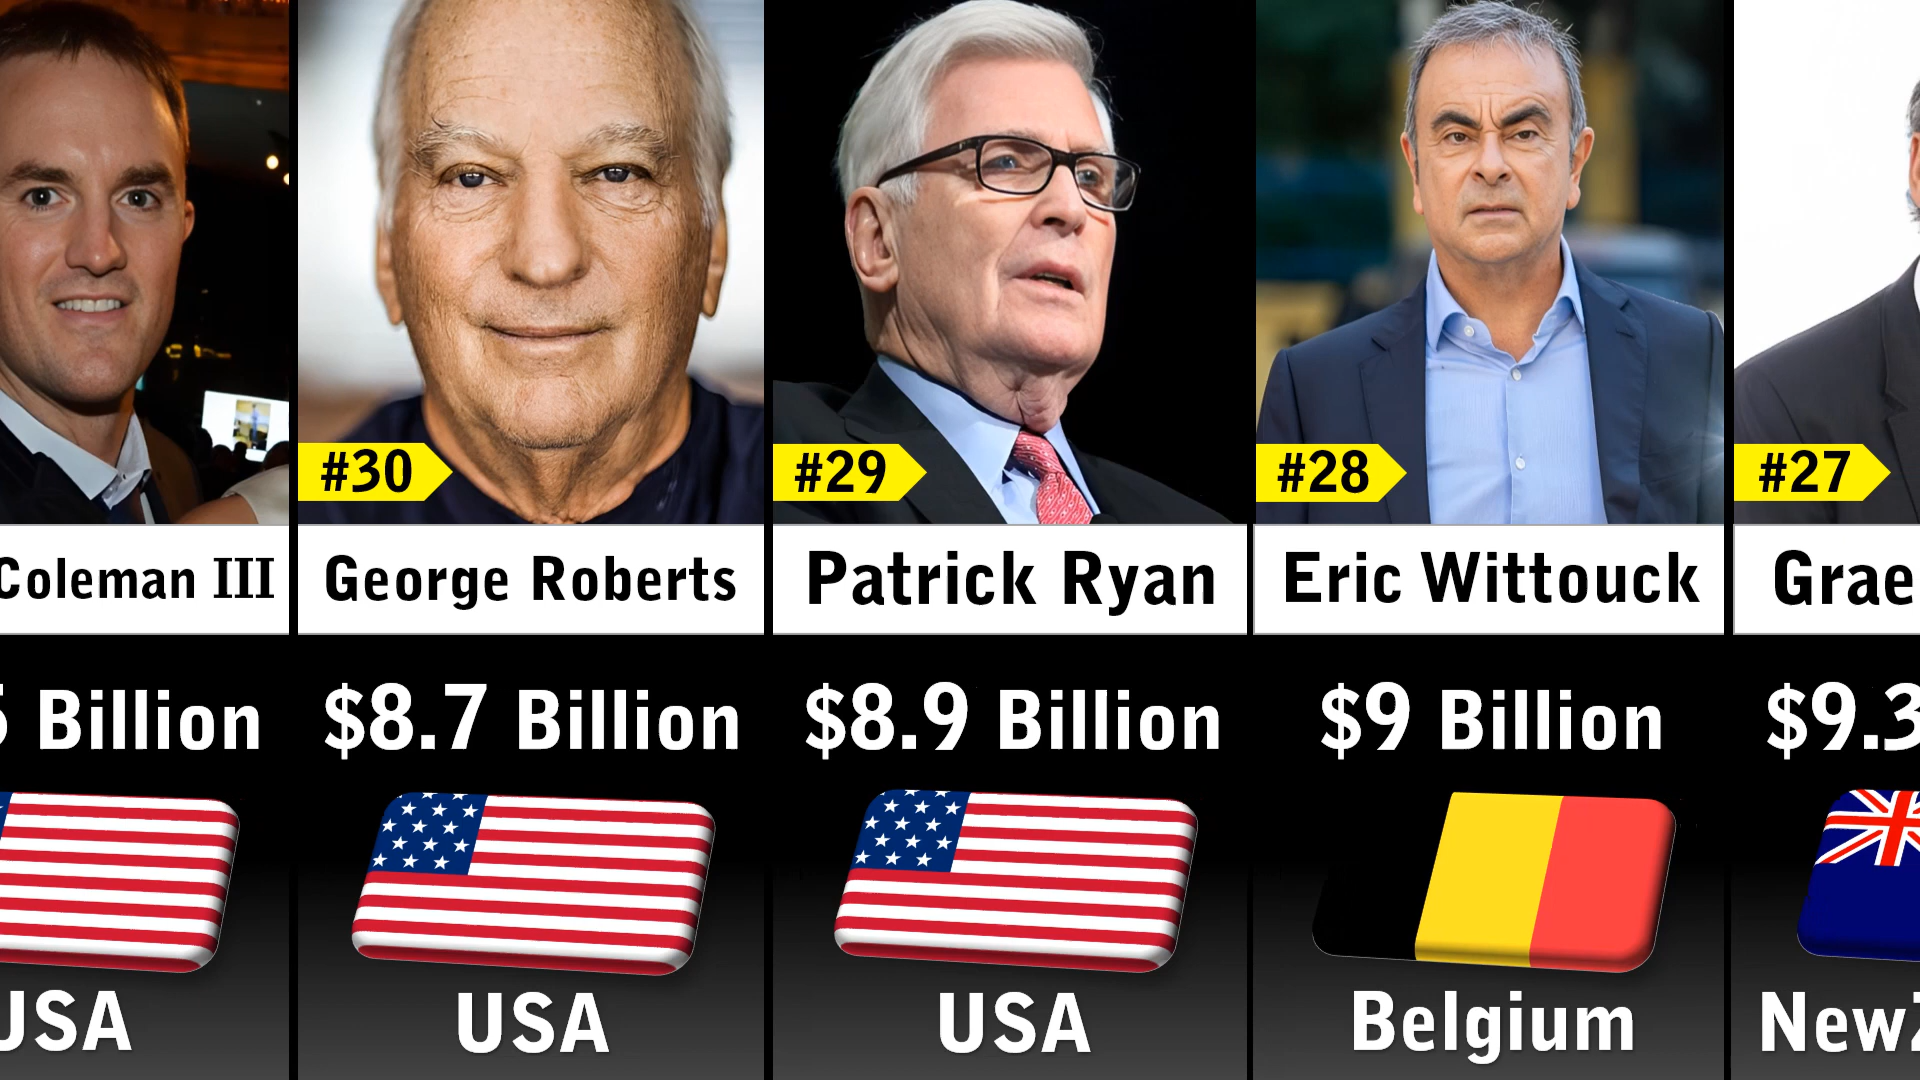 Coleman III
Billion
USA
#30
George Roberts
$8.7 Billion
USA
#29
Patrick Ryan
$8.9 Billion
USA
#28
Eric Wittouck
$9 Billion
Belgium
#27
Grae
$9.3
New